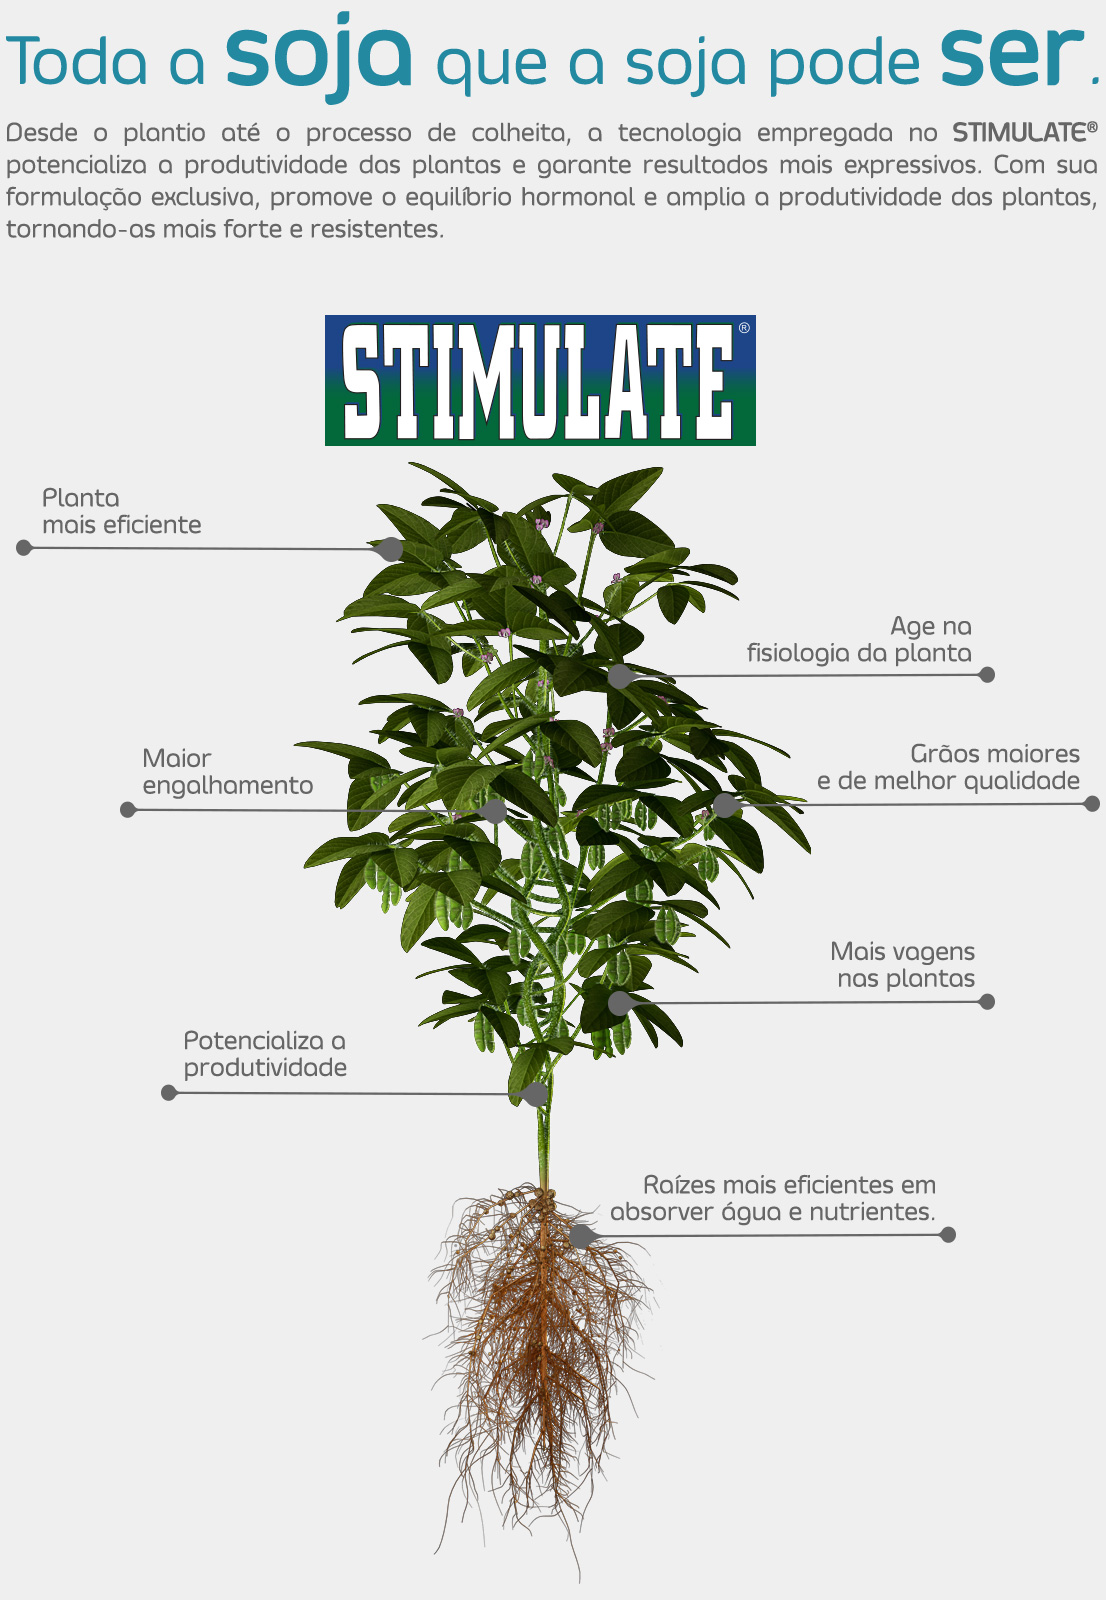 Toda a soja que a soja pode ser.
Desde o plantio até o processo de colheita, a tecnologia empregada no STIMULATE®
potencializa a produtividade das plantas e garante resultados mais expressivos. Com sua
formulação exclusiva, promove o equilíbrio hormonal e amplia a produtividade das plantas,
tornando-as mais forte e resistentes.
STIMULATE®
Planta
mais eficiente
Age na
fisiologia da planta
Maior
engalhamento
Grãos maiores
e de melhor qualidade
Mais vagens
nas plantas
Potencializa a
produtividade
Raízes mais eficientes em
absorver água e nutrientes.